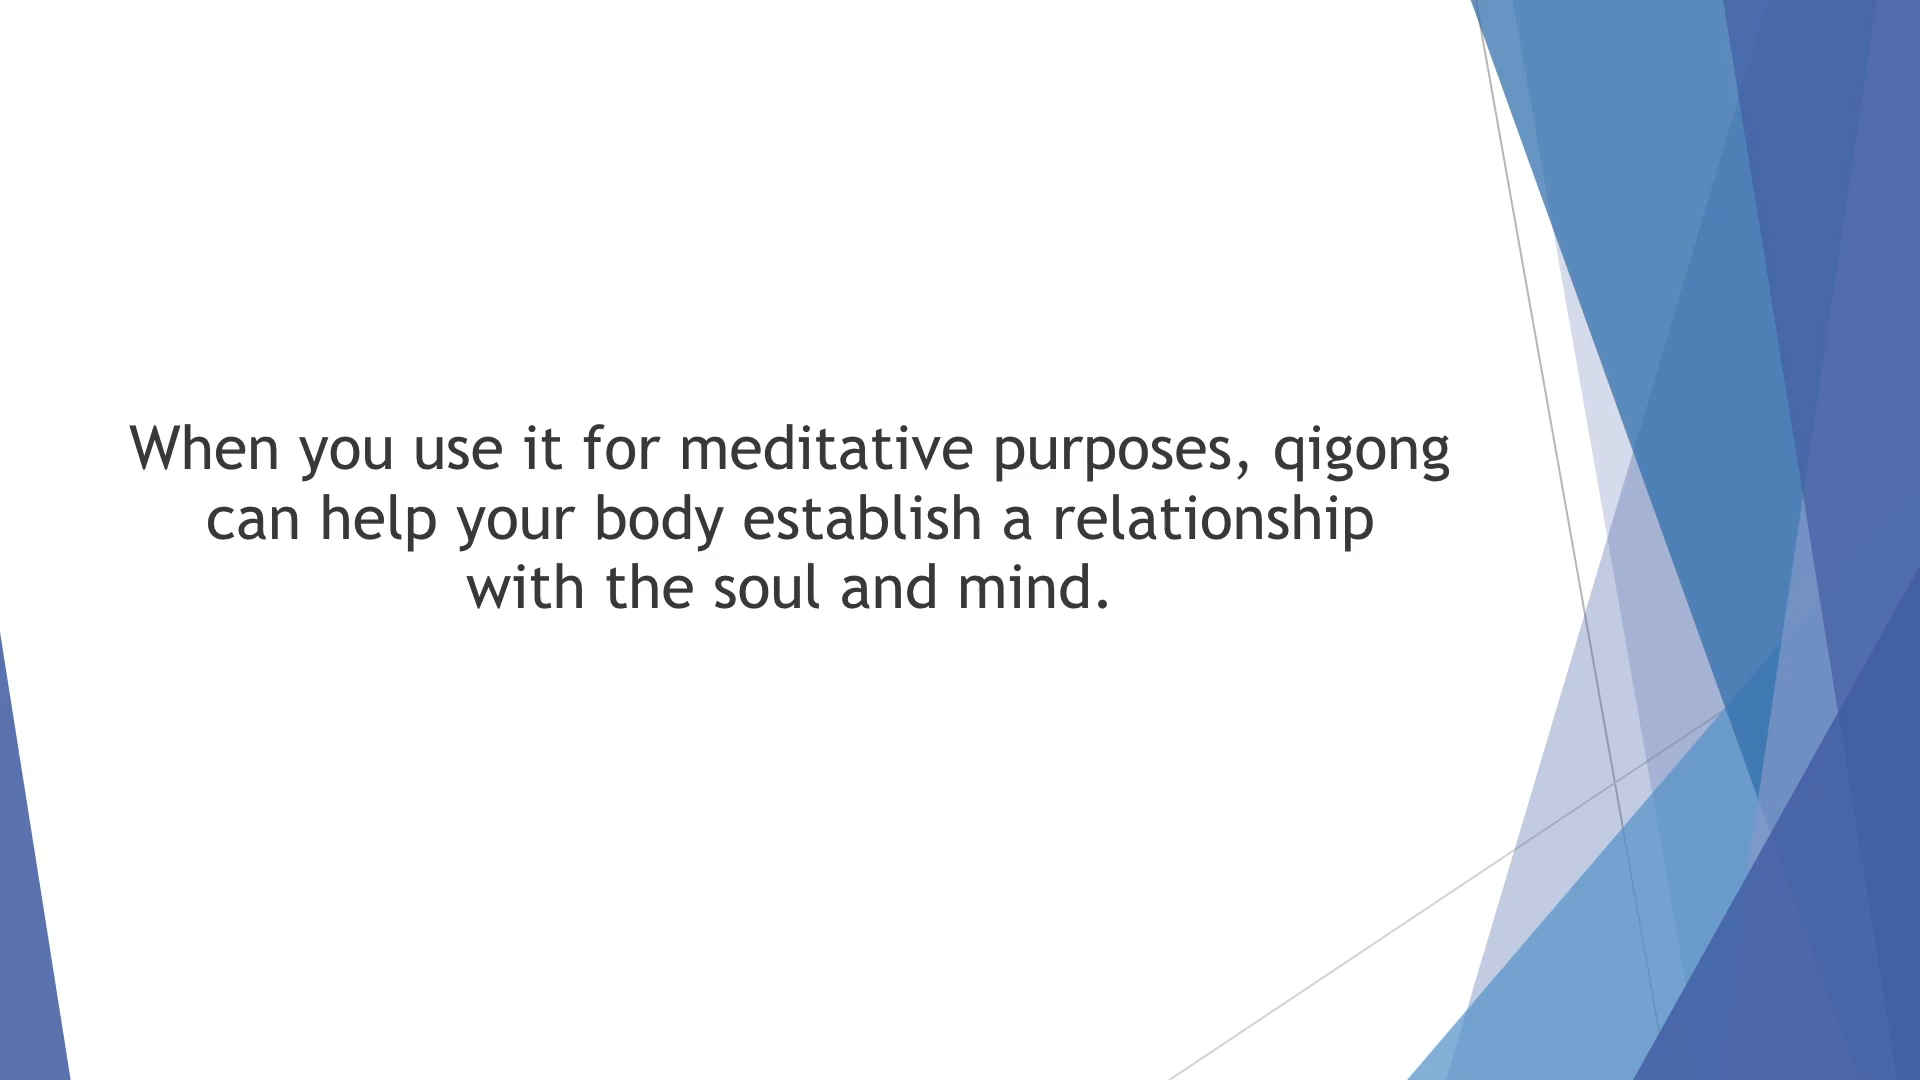 When you use it for meditative purposes, qigong
can help your body establish a relationship
with the soul and mind.